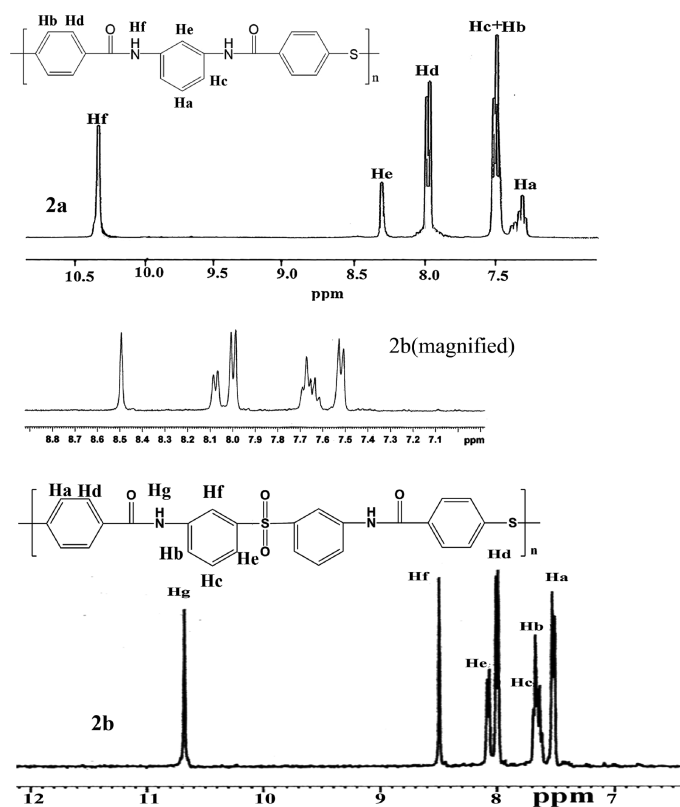 Hb Hd Hf He
O H N H N O S n
Hc
Ha
Hc+Hb
Hd
Hf
He
Ha
2a
10.5 10.0 9.5 9.0 8.0 7.5
ppm
2b(magnified)
8.8 8.7 8.6 8.5 8.4 8.3 8.2 8.1 8.0 7.9 7.8 7.7 7.6 7.5 7.4 7.3 7.2 7.1 ppm
Ha Hd Hg Hf
O N H O S O N H O S n
Hb He
Hc
Hg
Hf
Hd
Ha
Hb
He
Hc
2b
12 11 10 9 8 7
ppm